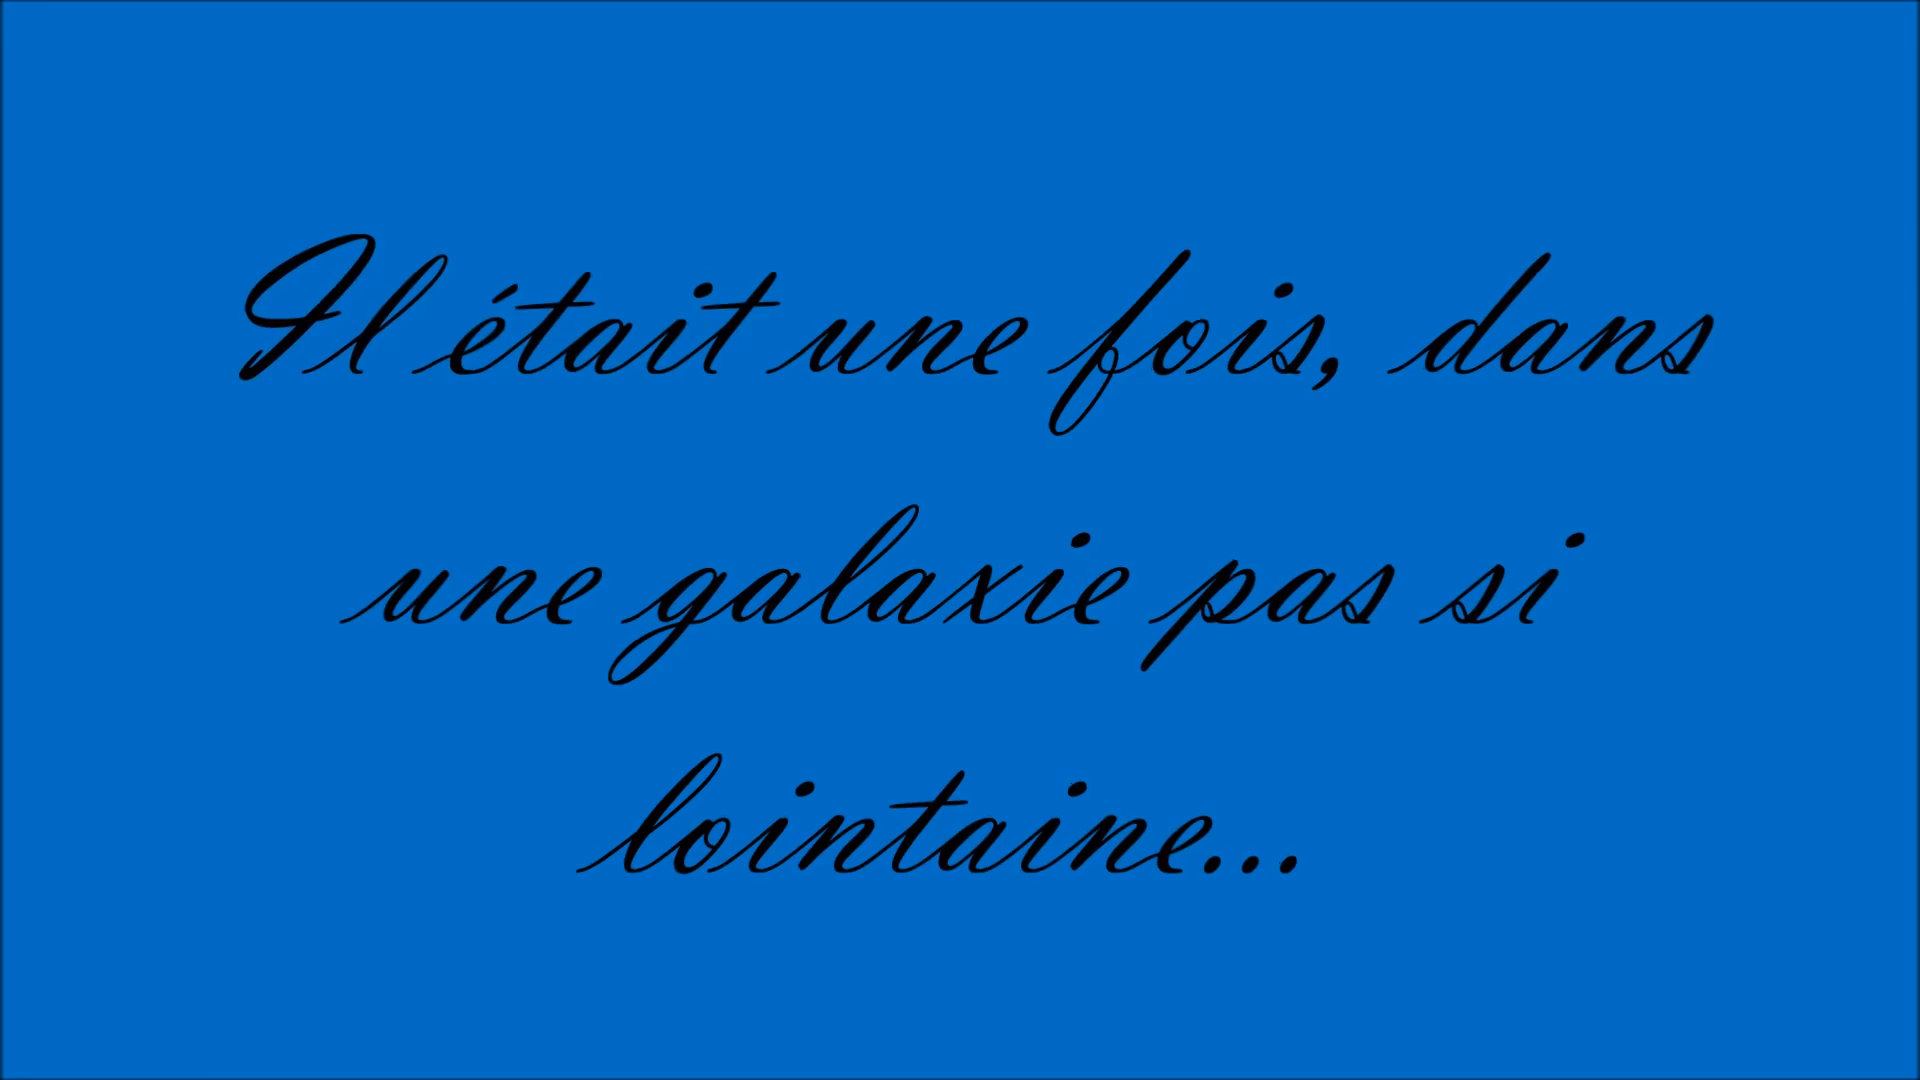 Il était une fois, dans
une galaxie pas si
lointaine...